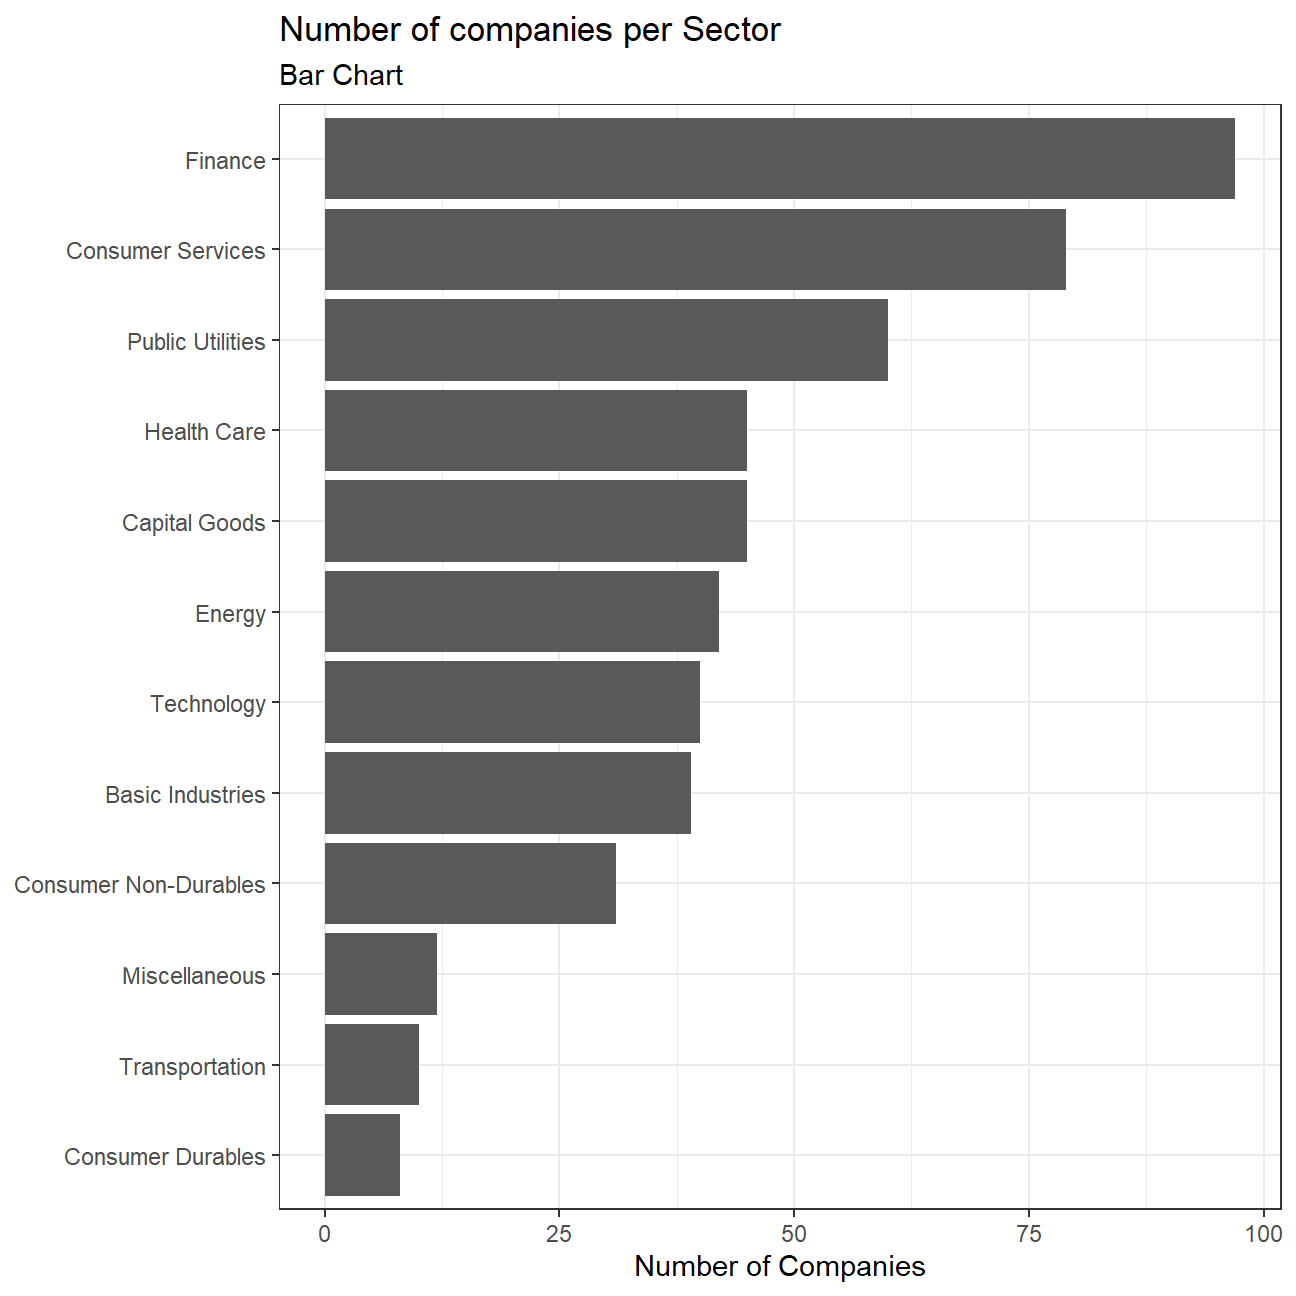 Number of companies per Sector
Bar Chart
Finance
Consumer Services
Public Utilities
Health Care
Capital Goods
Energy
Technology
Basic Industries
Consumer Non-Durables
Miscellaneous
Transportation
Consumer Durables
0 25 50 75 100
Number of Companies